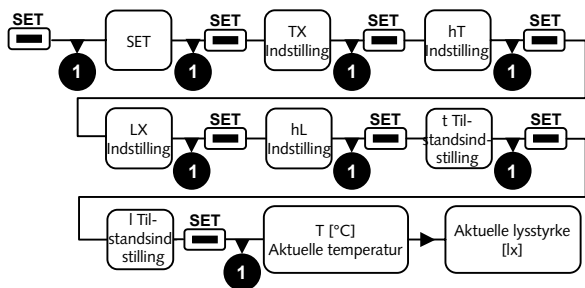 SET
SET
1
1
SET
TX
Indstilling
1
SET
hT
Indstilling
1
SET
LX
Indstilling
1
SET
hL
Indstilling
1
SET
t Til-
standsind-
stilling
1
SET
l Til-
standsind
stilling
SET
1
T [°C]
Aktuelle temperatur
Aktuelle lysstyrke
[lx]